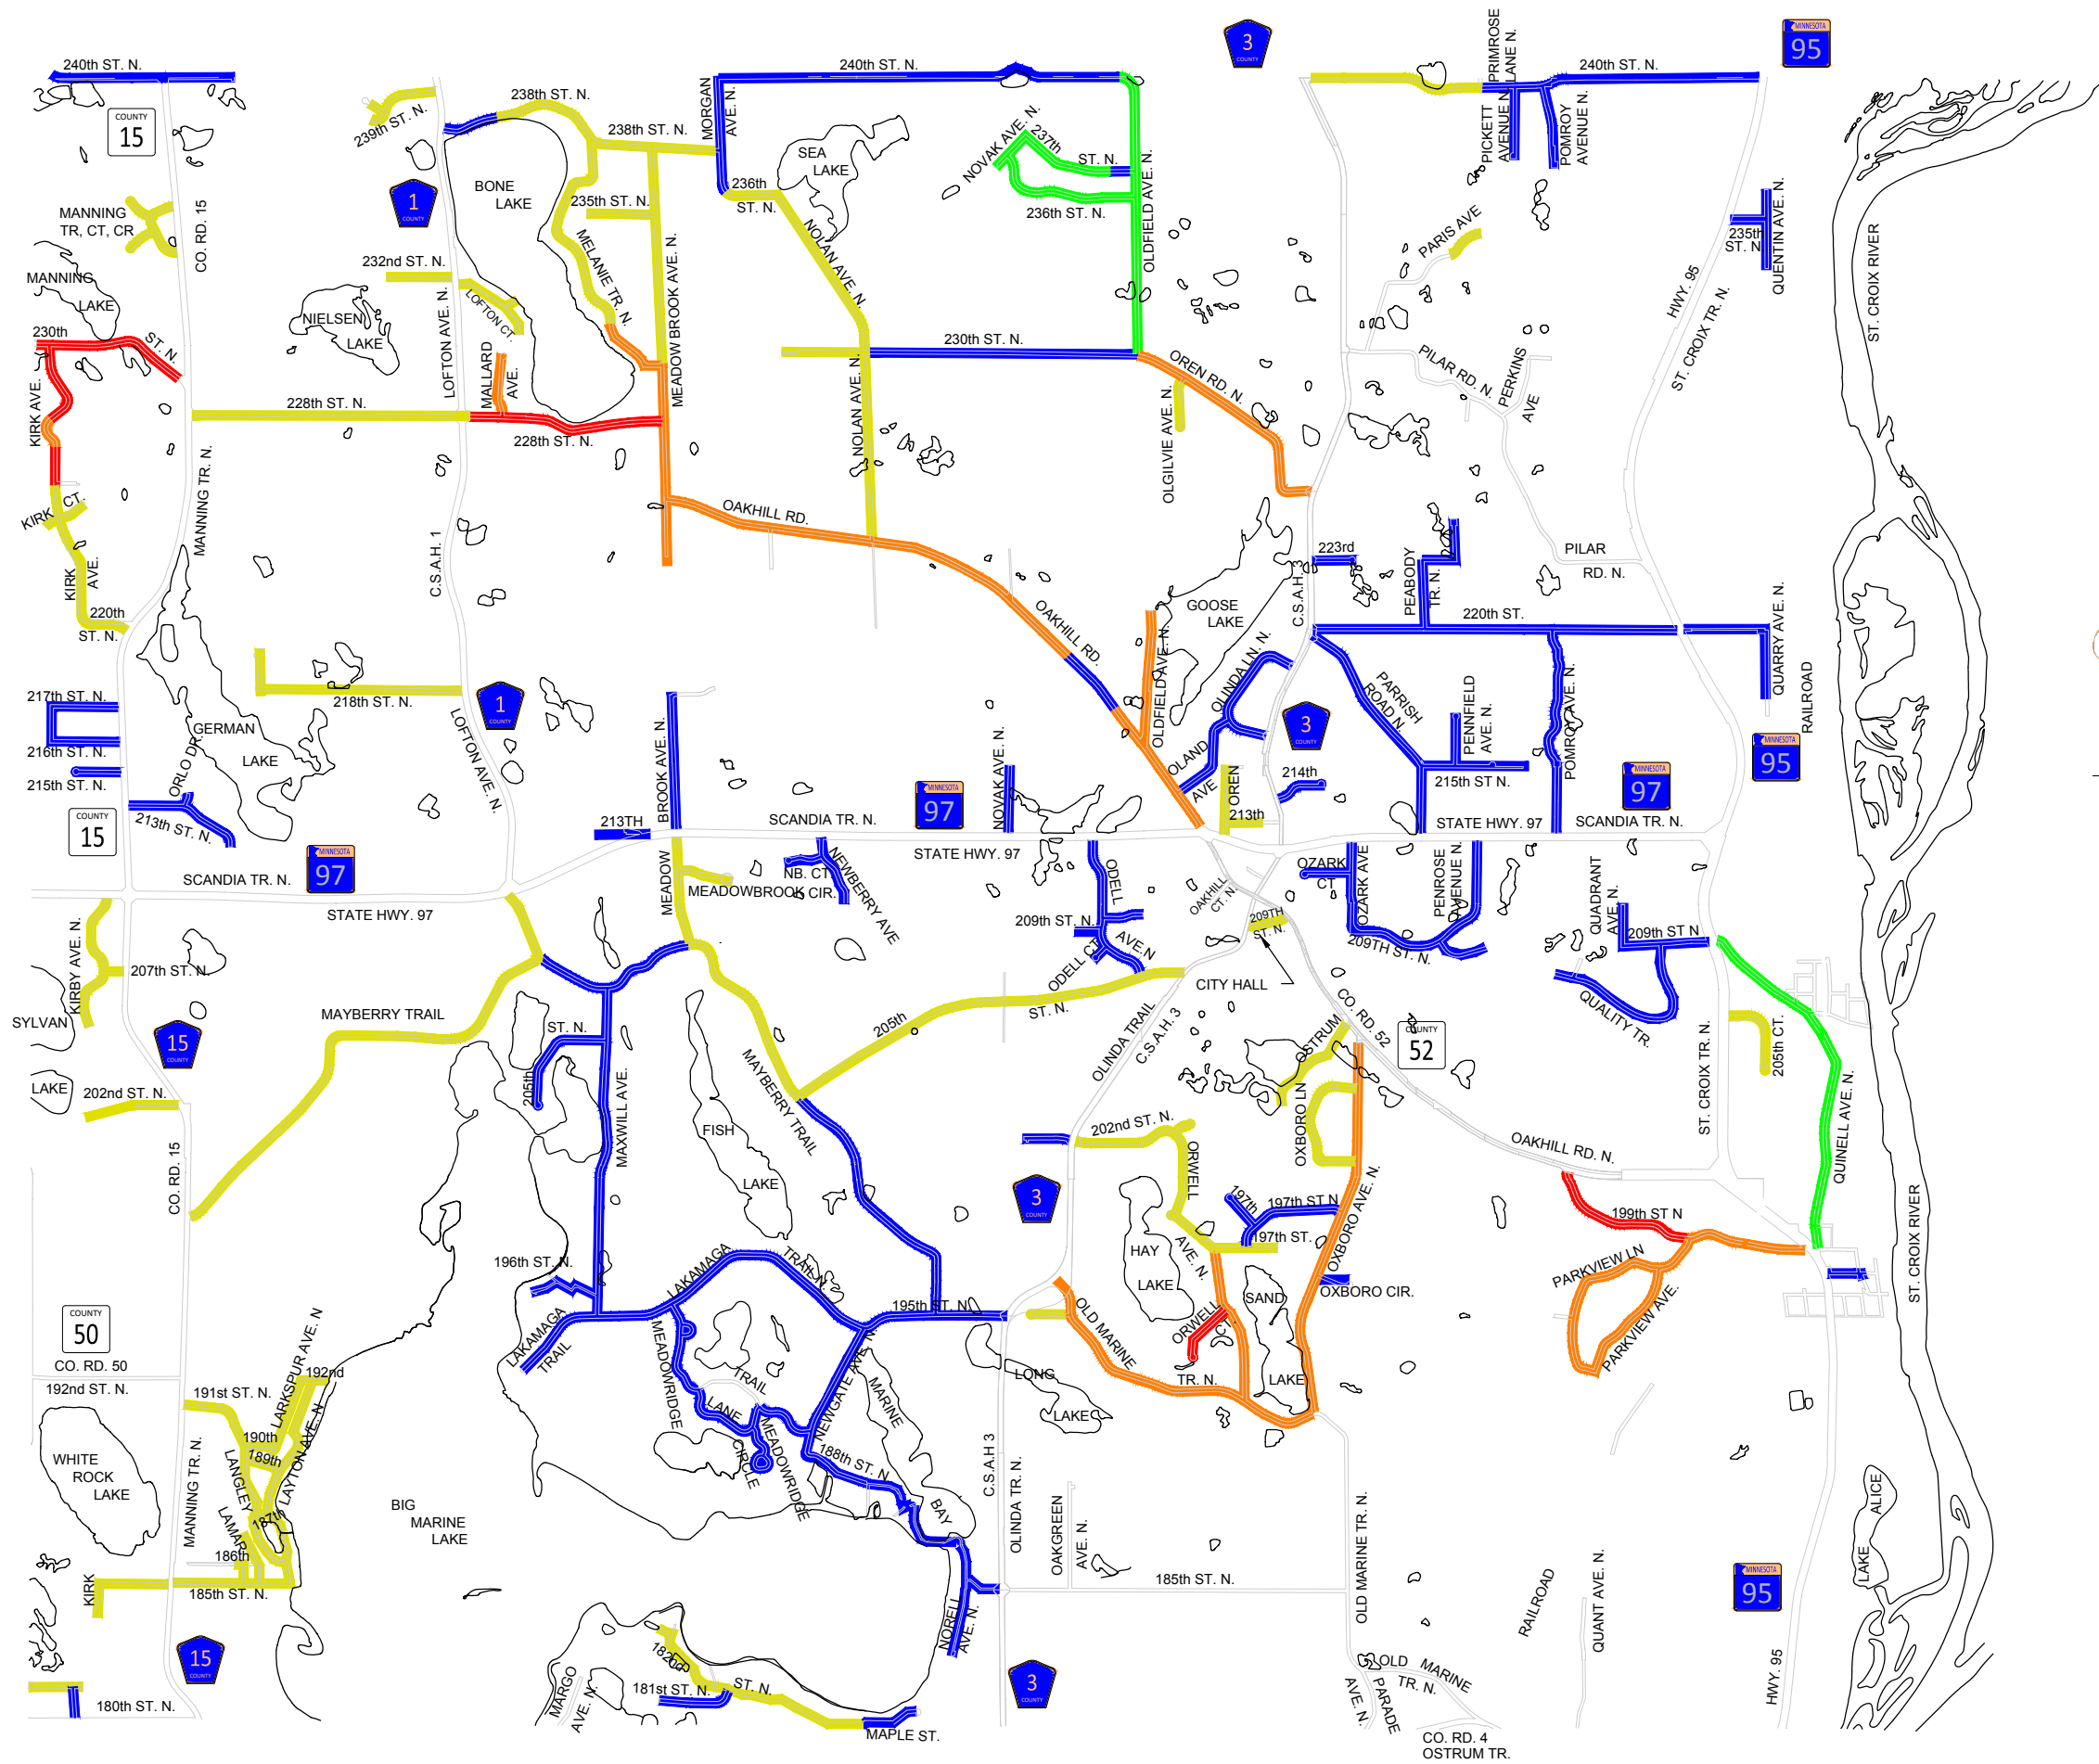 240th ST. N.
COUNTY
15
239th ST. N.
238th ST. N.
238th ST. N.
MORGAN
AVE. N.
240th ST. N.
3
COUNTY
PRIMROSE
LANE N.
240th ST. N.
MINNESOTA
95
PICKETT
AVENUE N.
POMROY
AVENUE N.
NOVAK AVE. N.
237th
ST. N.
236th ST. N.
OLDFIELD AVE. N.
SEA
LAKE
236th
ST. N.
BONE
LAKE
1
COUNTY
235th ST. N.
MELANIE TR. N.
MEADOW BROOK AVE. N.
NOLAN AVE. N.
MANNING
TR, CT, CR
CO. RD. 15
MANNING
LAKE
NIELSEN
LAKE
232nd ST. N.
LOFTON CT.
LOFTON AVE. N.
MALLARD
AVE.
PARIS AVE
235th
ST. N
QUENTIN AVE. N.
HWY. 95
ST. CROIX TR. N.
ST. CROIX RIVER
230th
ST. N.
KIRK AVE.
228th ST. N.
228th ST. N.
230th ST. N.
NOLAN AVE. N.
OREN RD. N.
OLGILVIE AVE. N.
PILAR RD. N.
PERKINS
AVE
KIRK
CT.
MANNING TR. N.
C.S.A.H. 1
OAKHILL RD.
KIRK
AVE.
220th
ST. N.
OAKHILL RD.
GOOSE
LAKE
C.S.A.H. 3
223rd
PEABODY
TR. N.
PILAR
RD. N.
220th ST.
QUARRY AVE. N.
RAILROAD
217th ST. N.
216th ST. N.
215th ST. N.
218th ST. N.
GERMAN
LAKE
ORLO DR.
213th ST. N.
COUNTY
15
1
COUNTY
LOFTON AVE. N.
OLDFIELD AVE. N.
OLINDA LN. N.
OLAND
AVE
OREN
213th
214th
3
COUNTY
PARRISH
ROAD N.
PENNFIELD
AVE. N.
215th ST N.
POMROY AVE. N.
MINNESOTA
97
MINNESOTA
95
MINNESOTA
97
SCANDIA TR. N.
STATE HWY. 97
213TH
BROOK AVE. N.
MEADOW
SCANDIA TR. N.
MINNESOTA
97
STATE HWY. 97
NOVAK AVE. N.
STATE HWY. 97
SCANDIA TR. N.
MEADOWBROOK CIR.
NB. CT.
NEWBERRY AVE
ODELL
AVE.N
209th ST. N.
ODELL CT
OAKHILL
CT. N.
209TH
ST. N.
CITY HALL
OZARK
CT
OZARK AVE
PENROSE
AVENUE N.
209TH ST. N.
QUADRANT
AVE. N.
209th ST N
QUALITY TR.
KIRBY AVE. N.
207th ST. N.
SYLVAN
LAKE
15
COUNTY
202nd ST. N.
MAYBERRY TRAIL
205th
ST. N.
MAXWILL AVE.
FISH
LAKE
MAYBERRY TRAIL
205th
ST. N.
OLINDA TRAIL
C.S.A.H. 3
CO. RD. 52
COUNTY
52
OSTRUM
OXBORO LN
ST. CROIX TR. N.
205th CT.
QUINELL AVE. N.
OAKHILL RD. N.
CO. RD. 15
202nd ST. N.
ORWELL
AVE. N.
3
COUNTY
197th
197th ST N
197th ST.
OXBORO AVE. N.
OXBORO CIR.
199th ST N
PARKVIEW LN
PARKVIEW AVE.
ST. CROIX RIVER
HAY
LAKE
SAND
LAKE
ORWELL
CT.
196th ST. N.
LAKAMAGA
TRAIL
LAKAMAGA
TRAIL N.
195th ST. N
OLD MARINE
TR. N.
LONG
LAKE
COUNTY
50
CO. RD. 50
192nd ST. N.
191st ST. N.
LARKSPUR AVE. N
192nd
190th
189th
LAYTON AVE. N
LANGLEY
LAMAR
187th
186th
185th ST. N.
KIRK
WHITE
ROCK
LAKE
MANNING TR. N.
BIG
MARINE
LAKE
MEADOWRIDGE
LANE
TRAIL
CIRCLE
MEADOWRIDGE
NEWGATE AVE. N.
MARINE
BAY
188th ST. N.
C.S.A.H 3
OLINDA TR. N.
OAKGREEN
AVE. N.
185th ST. N.
OLD MARINE TR. N.
RAILROAD
QUANT AVE. N.
MINNESOTA
95
LAKE
ALICE
HWY. 95
NORELL
AVE. N.
15
COUNTY
180th ST. N.
MARGO
AVE. N.
182nd
ST. N.
181st ST. N.
MAPLE ST.
3
COUNTY
OLD MARINE
TR. N.
PARADE
AVE. N.
CO. RD. 4
OSTRUM TR.